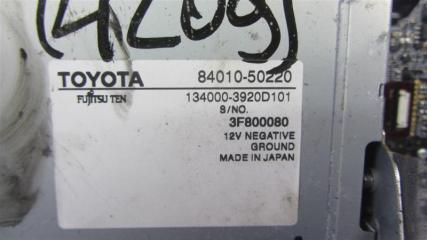 (4209)
TOYOTA 84010-50220
FUJITSU TEN 134000-3920D101
S/NO.
3F800080
12V NEGATIVE
GROUND
MADE IN JAPAN